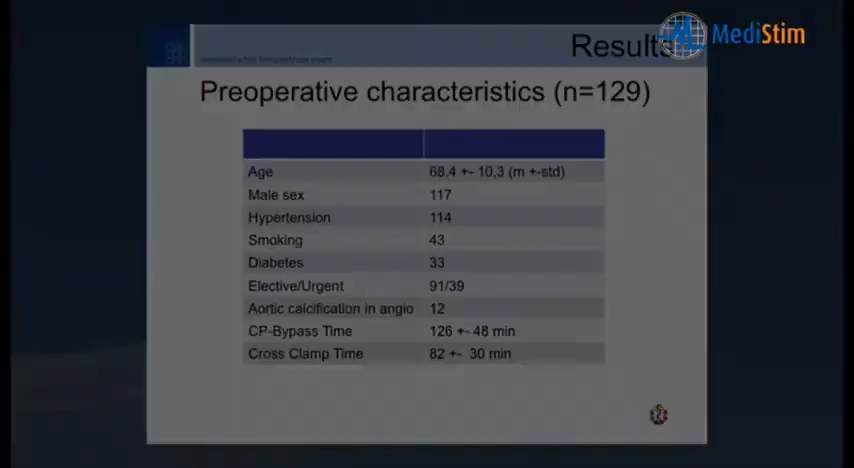 Results
MediStim
Preoperative characteristics (n=129)
Age 68,4 +- 10,3 (m +-std)
Male sex 117
Hypertension 114
Smoking 43
Diabetes 33
Elective/Urgent 91/39
Aortic calcification in angio 12
CP-Bypass Time 126 +- 48 min
Cross Clamp Time 82 +- 30 min